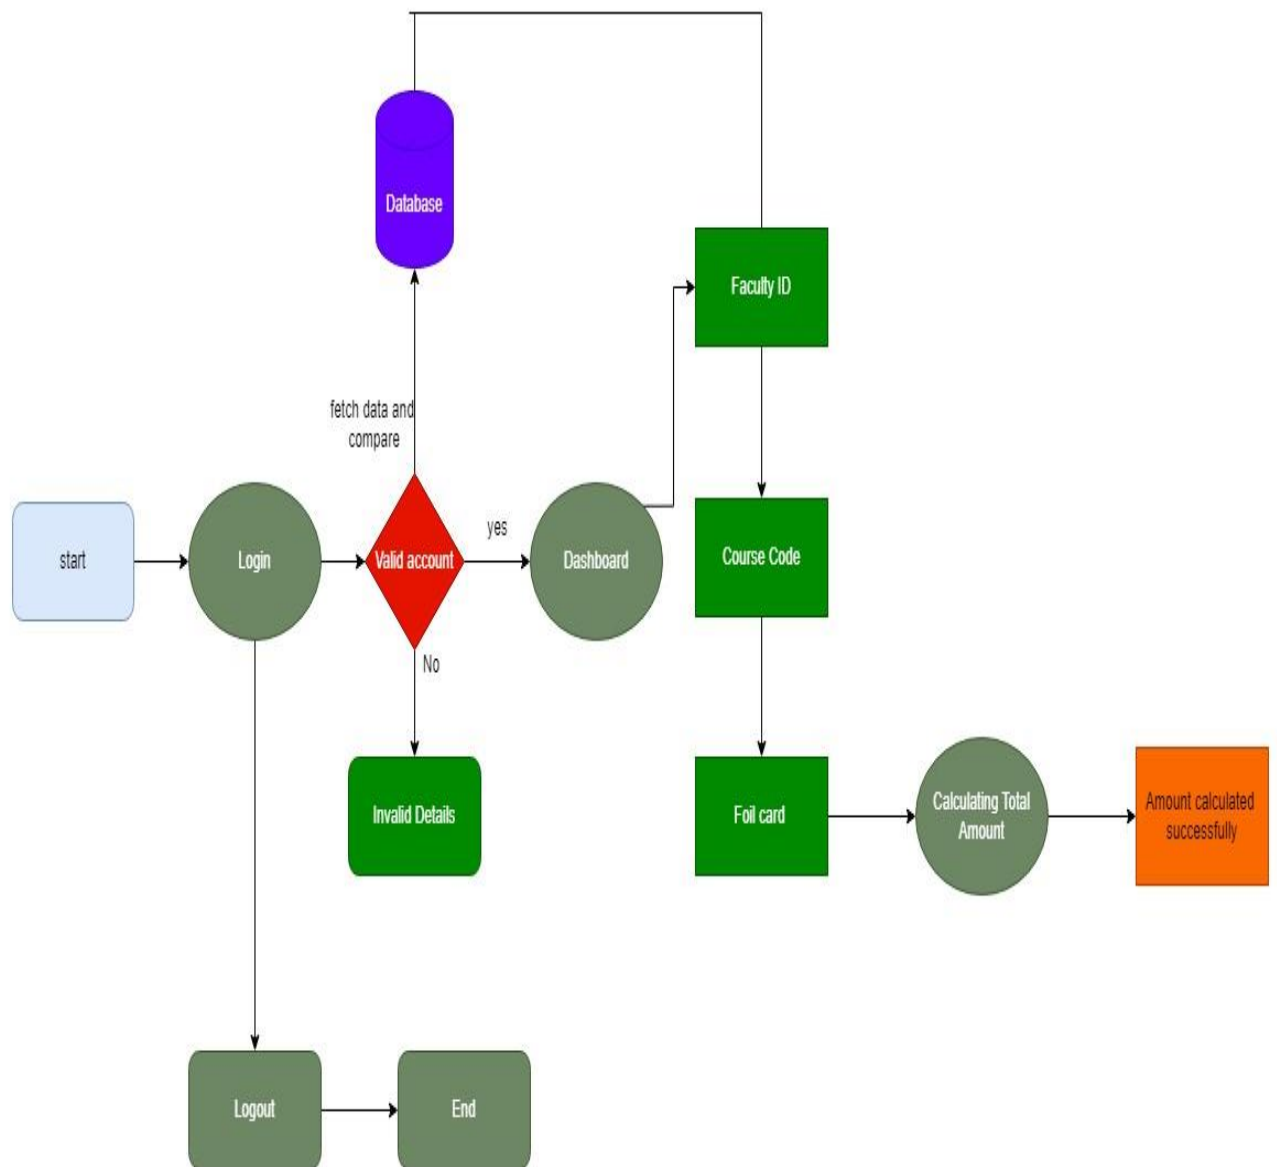 Database
Faculty ID
fetch data and
compare
start
Login
Valid account
yes
Dashboard
Course Code
No
Invalid Details
Foil card
Calculating Total
Amount
Amount calculated
successfully
Logout
End